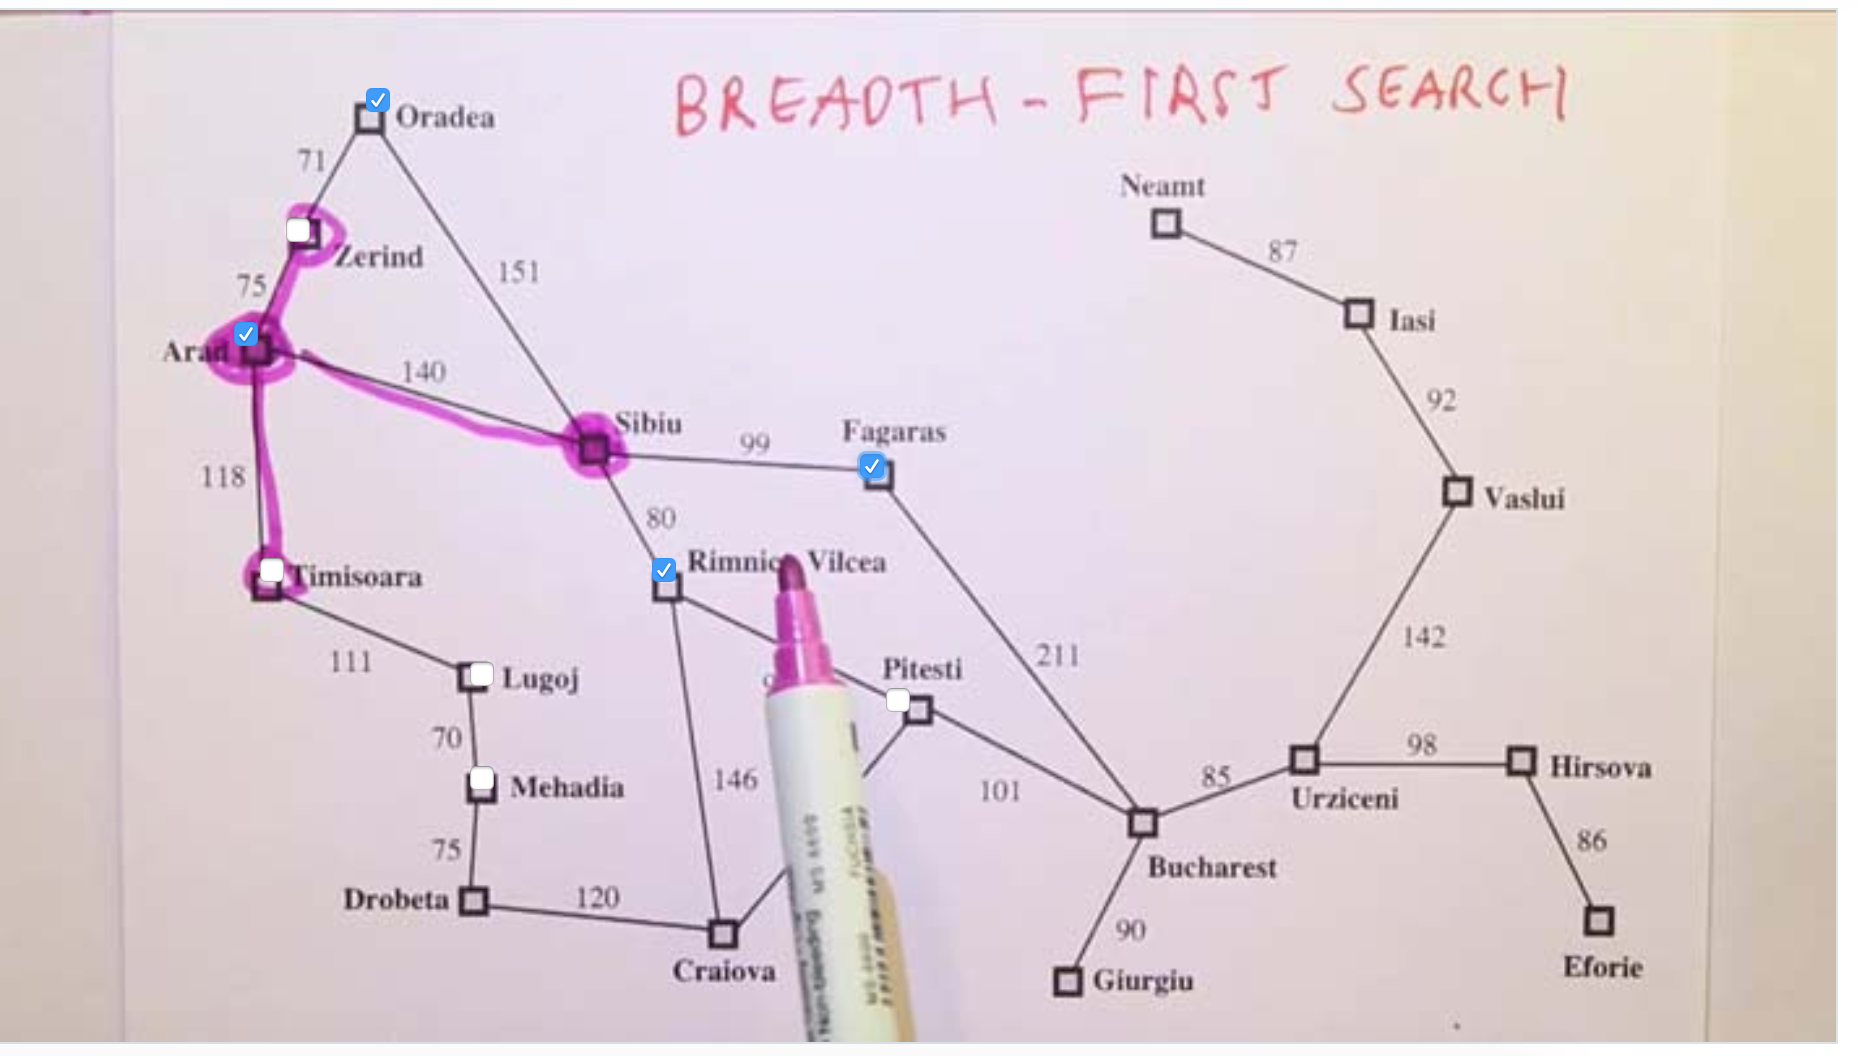 BREADTH - FIRST SEARCH
Oradea
71
Neamt
87
Zerind
151
75
Iasi
Arad
140
92
Sibiu
99
Fagaras
118
Vaslui
80
Rimnic Vilcea
Timisoara
142
111
211
Pitesti
Lugoj
70
98
146
85
Hirsova
Mehadia
101
Urziceni
75
86
Bucharest
Drobeta
120
90
Craiova
Giurgiu
Eforie